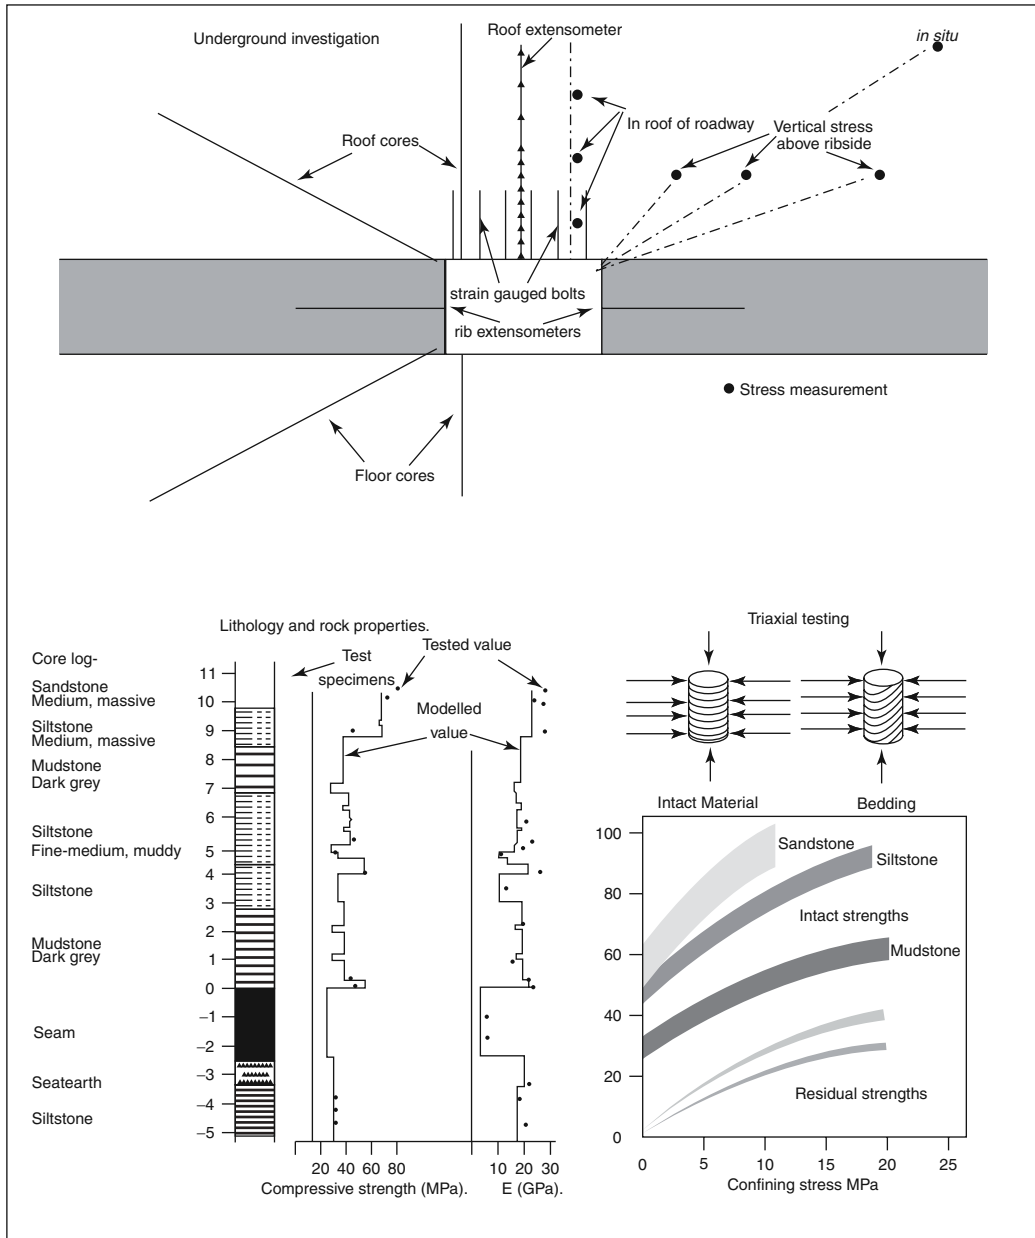 Underground investigation
Roof extensometer
in situ
Roof cores
In roof of roadway
Vertical stress
above ribside
strain gauged bolts
rib extensometers
Stress measurement
Floor cores
Lithology and rock properties.
Core log-
Test
specimens
Tested value
Modelled
value
Sandstone
Medium, massive
Siltstone
Medium, massive
Mudstone
Dark grey
Siltstone
Fine-medium, muddy
Siltstone
Mudstone
Dark grey
Seam
Seatearth
Siltstone
11
10
9
8
7
6
5
4
3
2
1
0
–1
–2
–3
–4
–5
20 40 60 80
Compressive strength (MPa).
10 20 30
E (GPa).
Triaxial testing
Intact Material
Bedding
100
80
60
40
20
0
Sandstone
Siltstone
Intact strengths
Mudstone
Residual strengths
0 5 10 15 20 25
Confining stress MPa